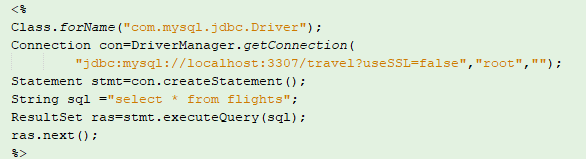 <%
Class.forName("com.mysql.jdbc.Driver");
Connection con=DriverManager.getConnection(
"jdbc:mysql://localhost:3307/travel?useSSL=false","root","");
Statement stmt=con.createStatement();
String sql ="select * from flights";
ResultSet ras=stmt.executeQuery(sql);
ras.next();
%>